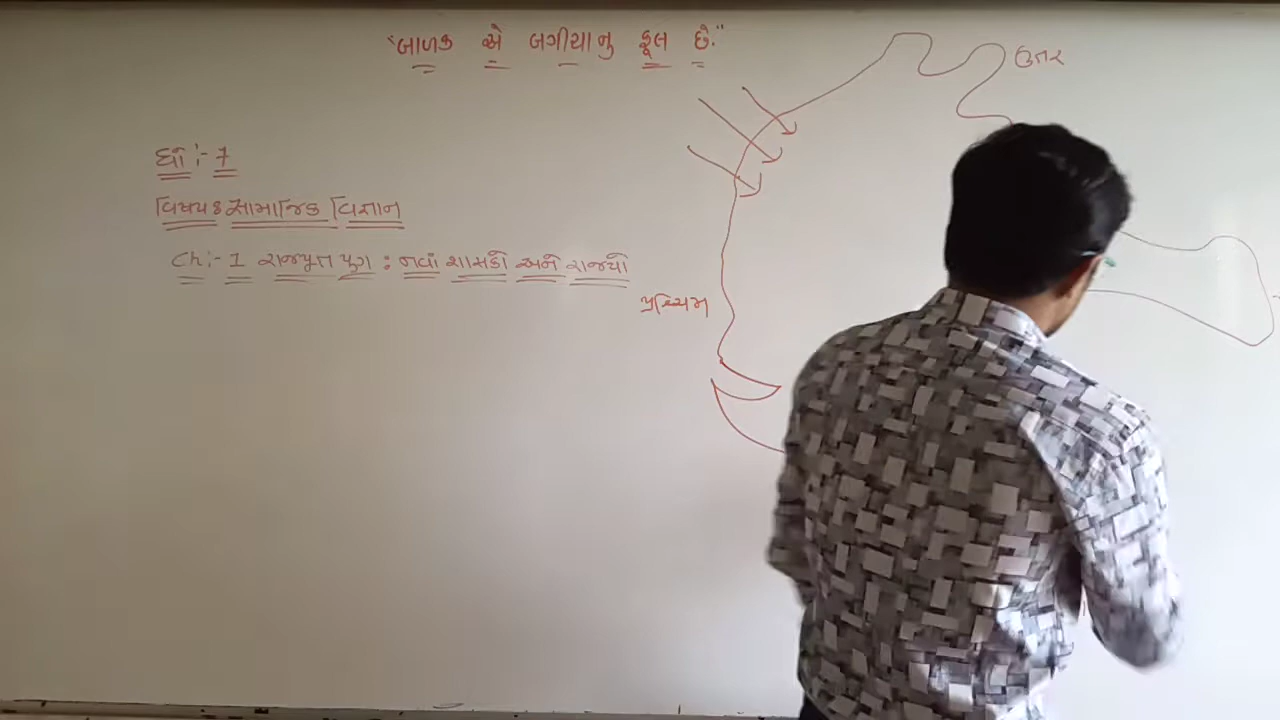 "બાળક એ બગીચાનુ ફૂલ છે."
ઉત્તર
ધો :- 7
વિષય : સામાજિક વિજ્ઞાન
Ch :- 1 રાજપૂત યુગ : નવાં શાસકો અને રાજ્યો
પશ્ચિમ